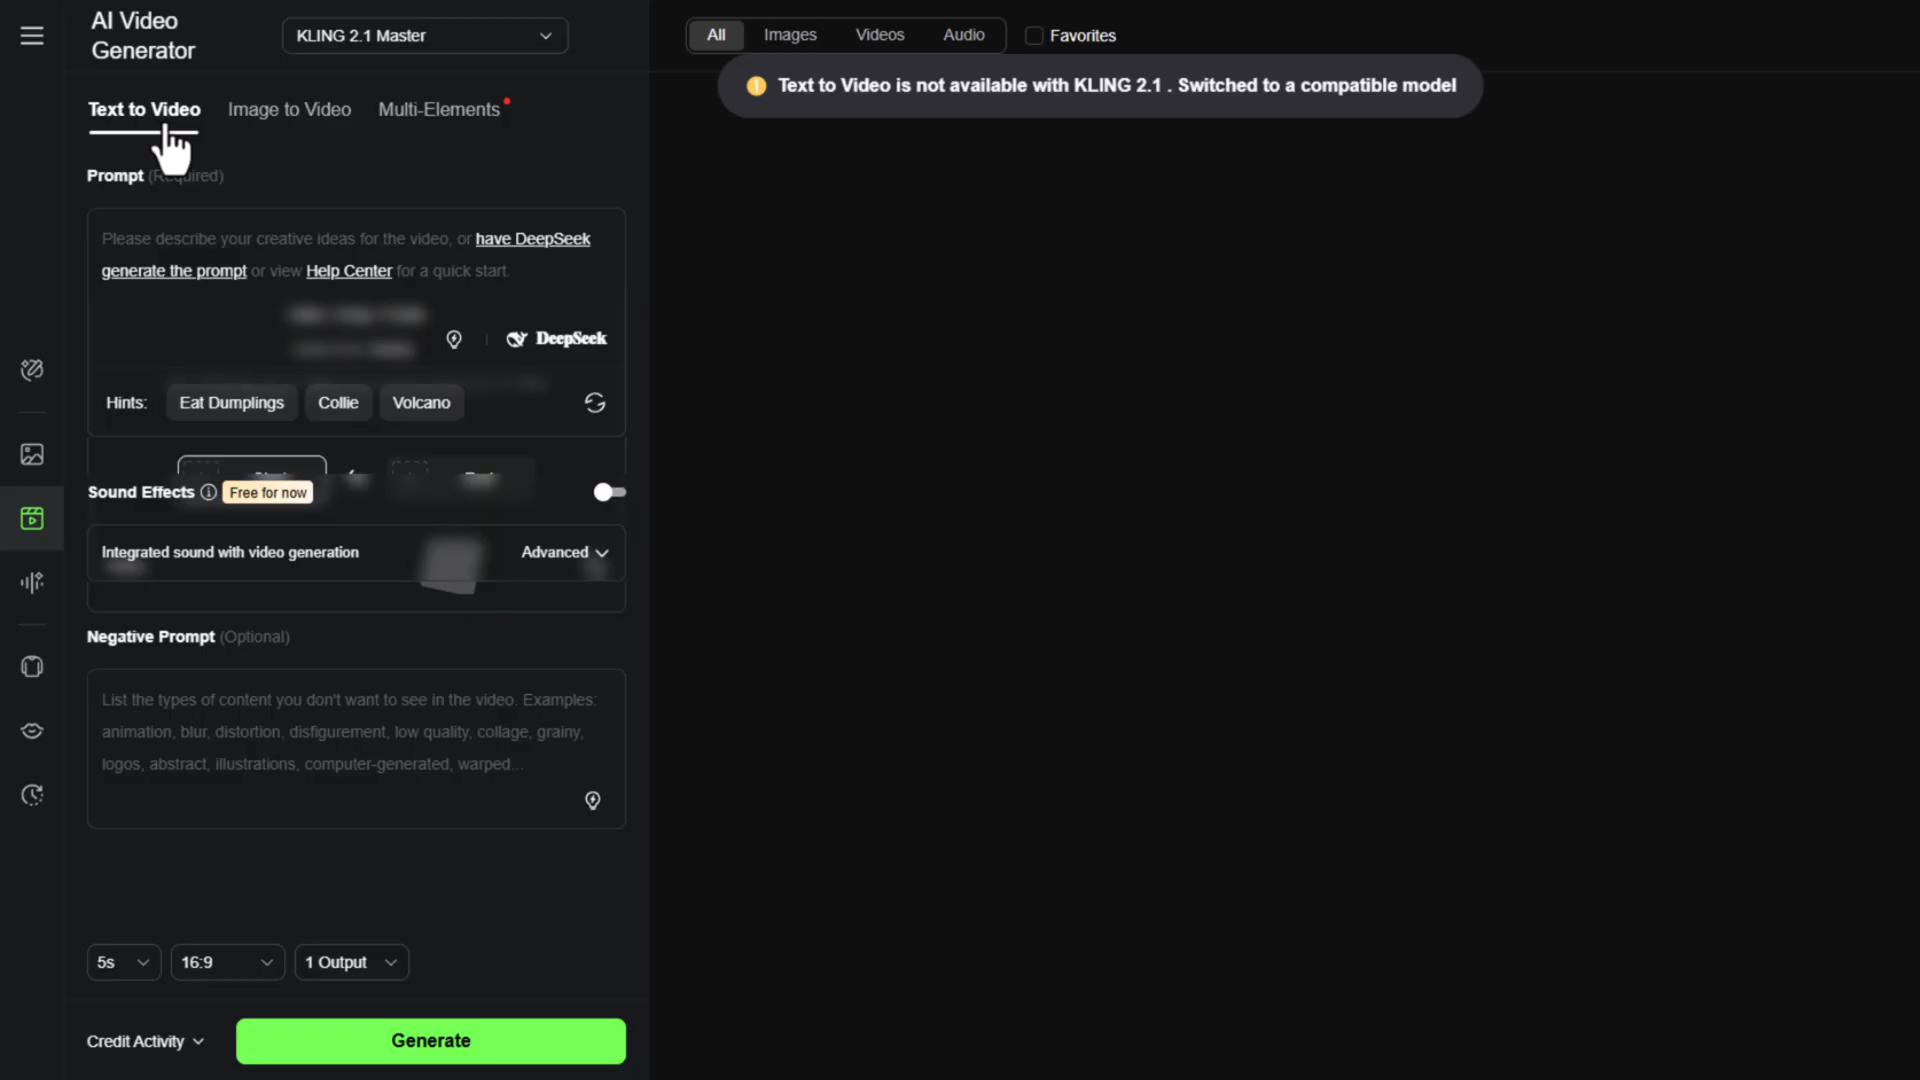 AI Video
Generator
KLING 2.1 Master
All Images Videos Audio Favorites
Text to Video is not available with KLING 2.1 . Switched to a compatible model
Text to Video Image to Video Multi-Elements
Prompt (Required)
Please describe your creative ideas for the video, or have DeepSeek
generate the prompt or view Help Center for a quick start.
DeepSeek
Hints: Eat Dumplings Collie Volcano
Sound Effects Free for now
Integrated sound with video generation Advanced
Negative Prompt (Optional)
List the types of content you don't want to see in the video. Examples:
animation, blur, distortion, disfigurement, low quality, collage, grainy,
logos, abstract, illustrations, computer-generated, warped...
5s 16:9 1 Output
Credit Activity Generate